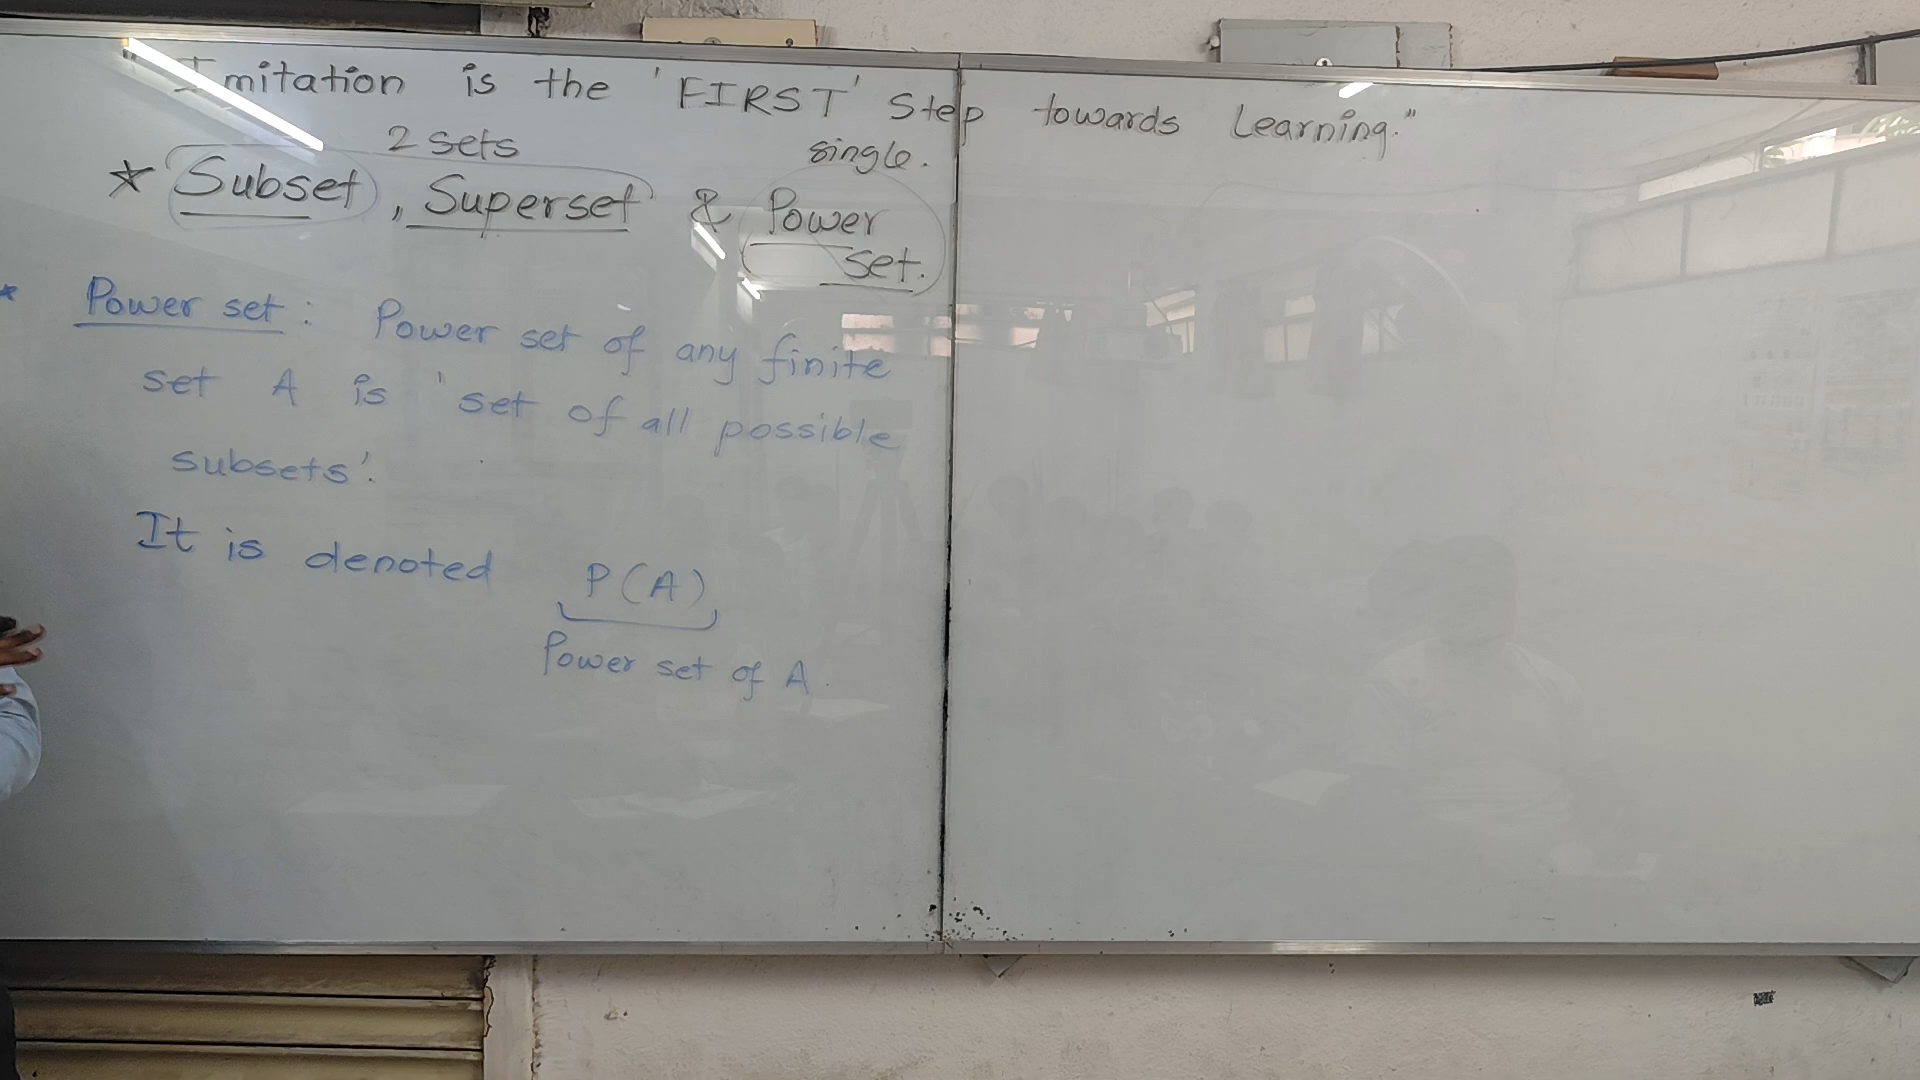 "Imitation is the 'FIRST' Step towards Learning."
2 sets single.
* Subset, Superset & Power
set.
* Power set: Power set of any finite
set A is 'set of all possible
subsets'.
It is denoted P(A)
Power set of A.